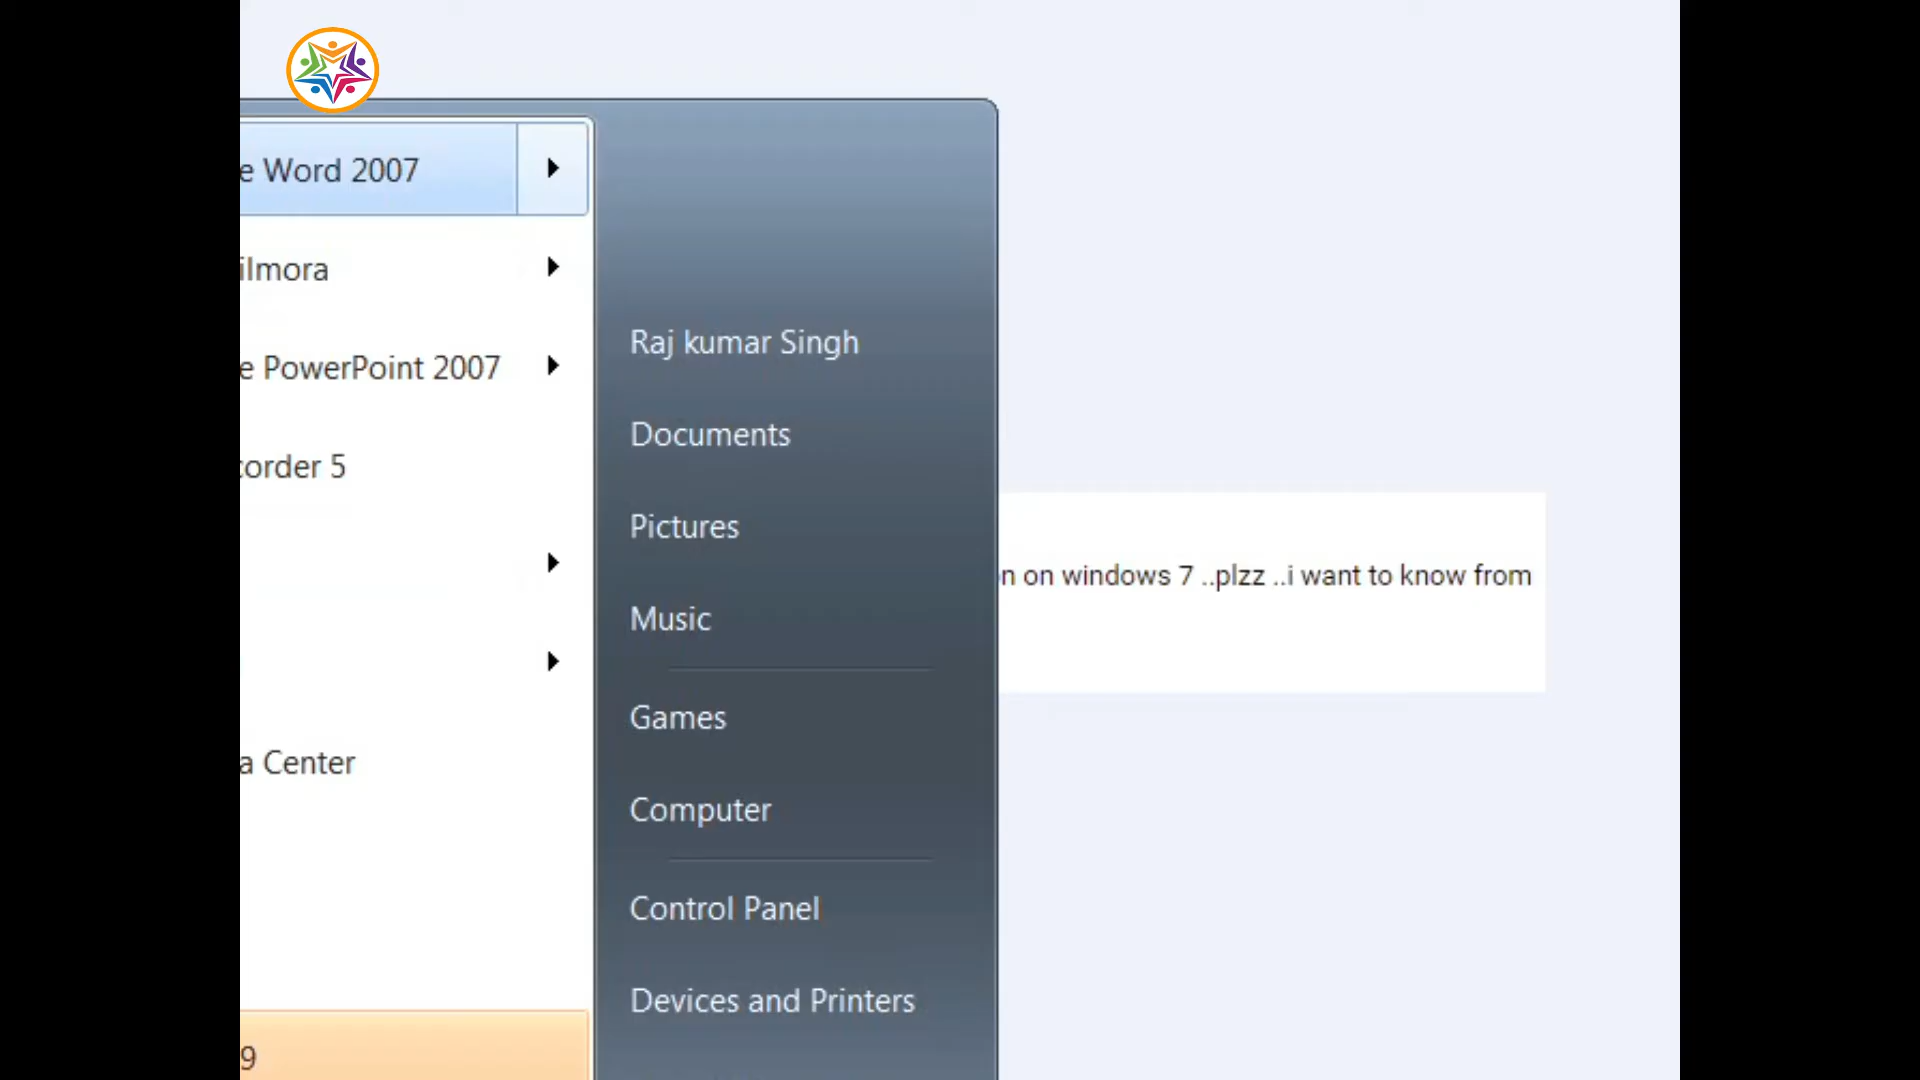 e Word 2007
ilmora
e PowerPoint 2007
corder 5
a Center
9
Raj kumar Singh
Documents
Pictures
Music
Games
Computer
Control Panel
Devices and Printers
n on windows 7 ..plzz ..i want to know from